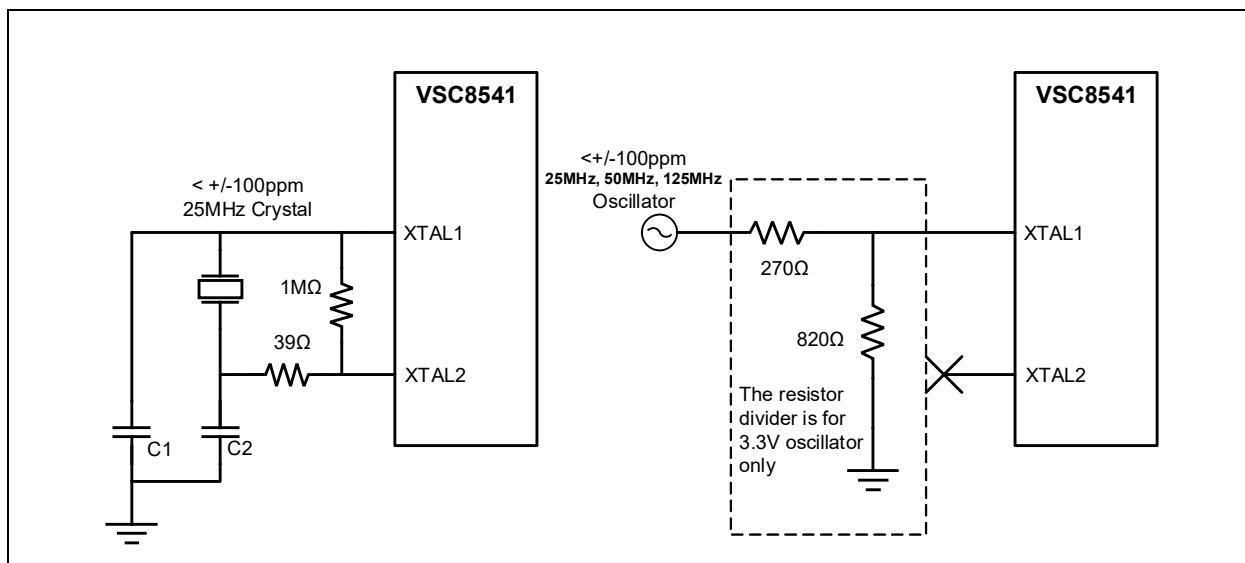 VSC8541
< +/-100ppm
25MHz Crystal
XTAL1
1MΩ
39Ω
XTAL2
C1
C2
VSC8541
<+/-100ppm
25MHz, 50MHz, 125MHz
Oscillator
XTAL1
270Ω
820Ω
XTAL2
The resistor
divider is for
3.3V oscillator
only